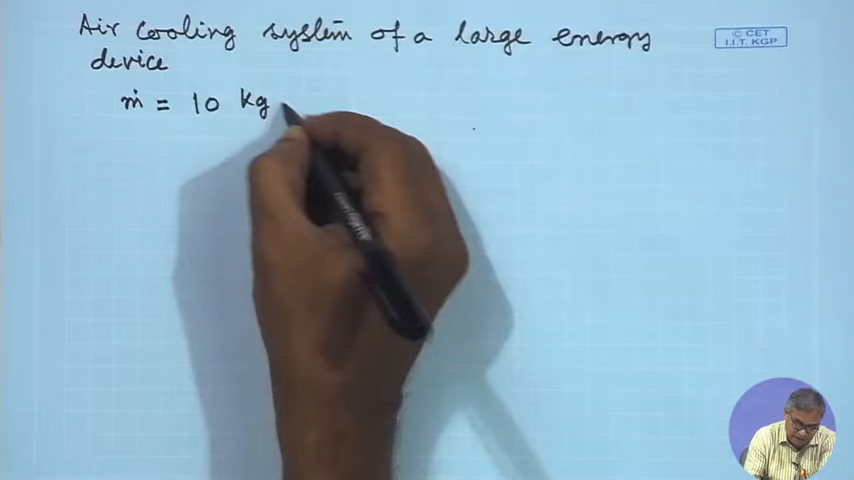 Air cooling system of a large energy
device
ṁ = 10 kg
© CET
I.I.T. KGP